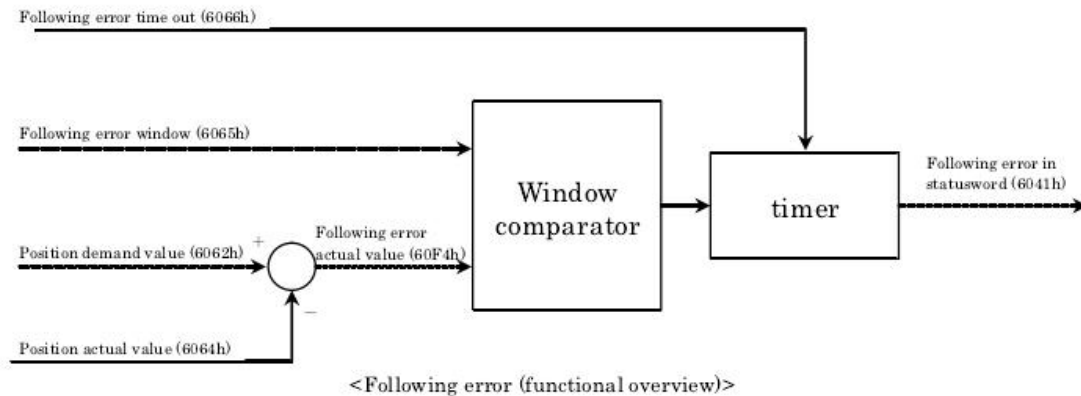 Following error time out (6066h)
Following error window (6065h)
Window
comparator
timer
Following error in
statusword (6041h)
Position demand value (6062h)
+
Following error
actual value (60F4h)
−
Position actual value (6064h)
<Following error (functional overview)>